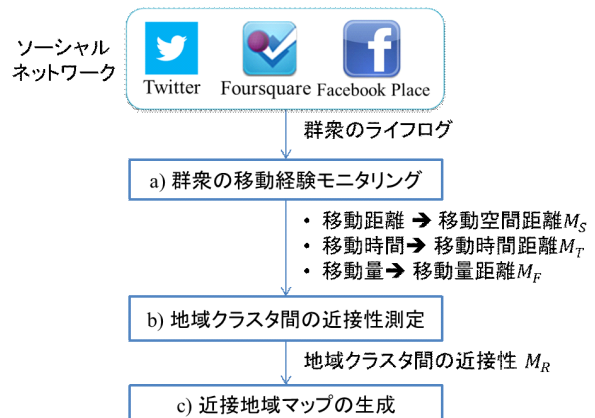 ソーシャル
ネットワーク
Twitter Foursquare Facebook Place
群衆のライフログ
a) 群衆の移動経験モニタリング
• 移動距離 ➔ 移動空間距離M_S
• 移動時間➔ 移動時間距離M_T
• 移動量➔ 移動量距離M_F
b) 地域クラスタ間の近接性測定
地域クラスタ間の近接性 M_R
c) 近接地域マップの生成